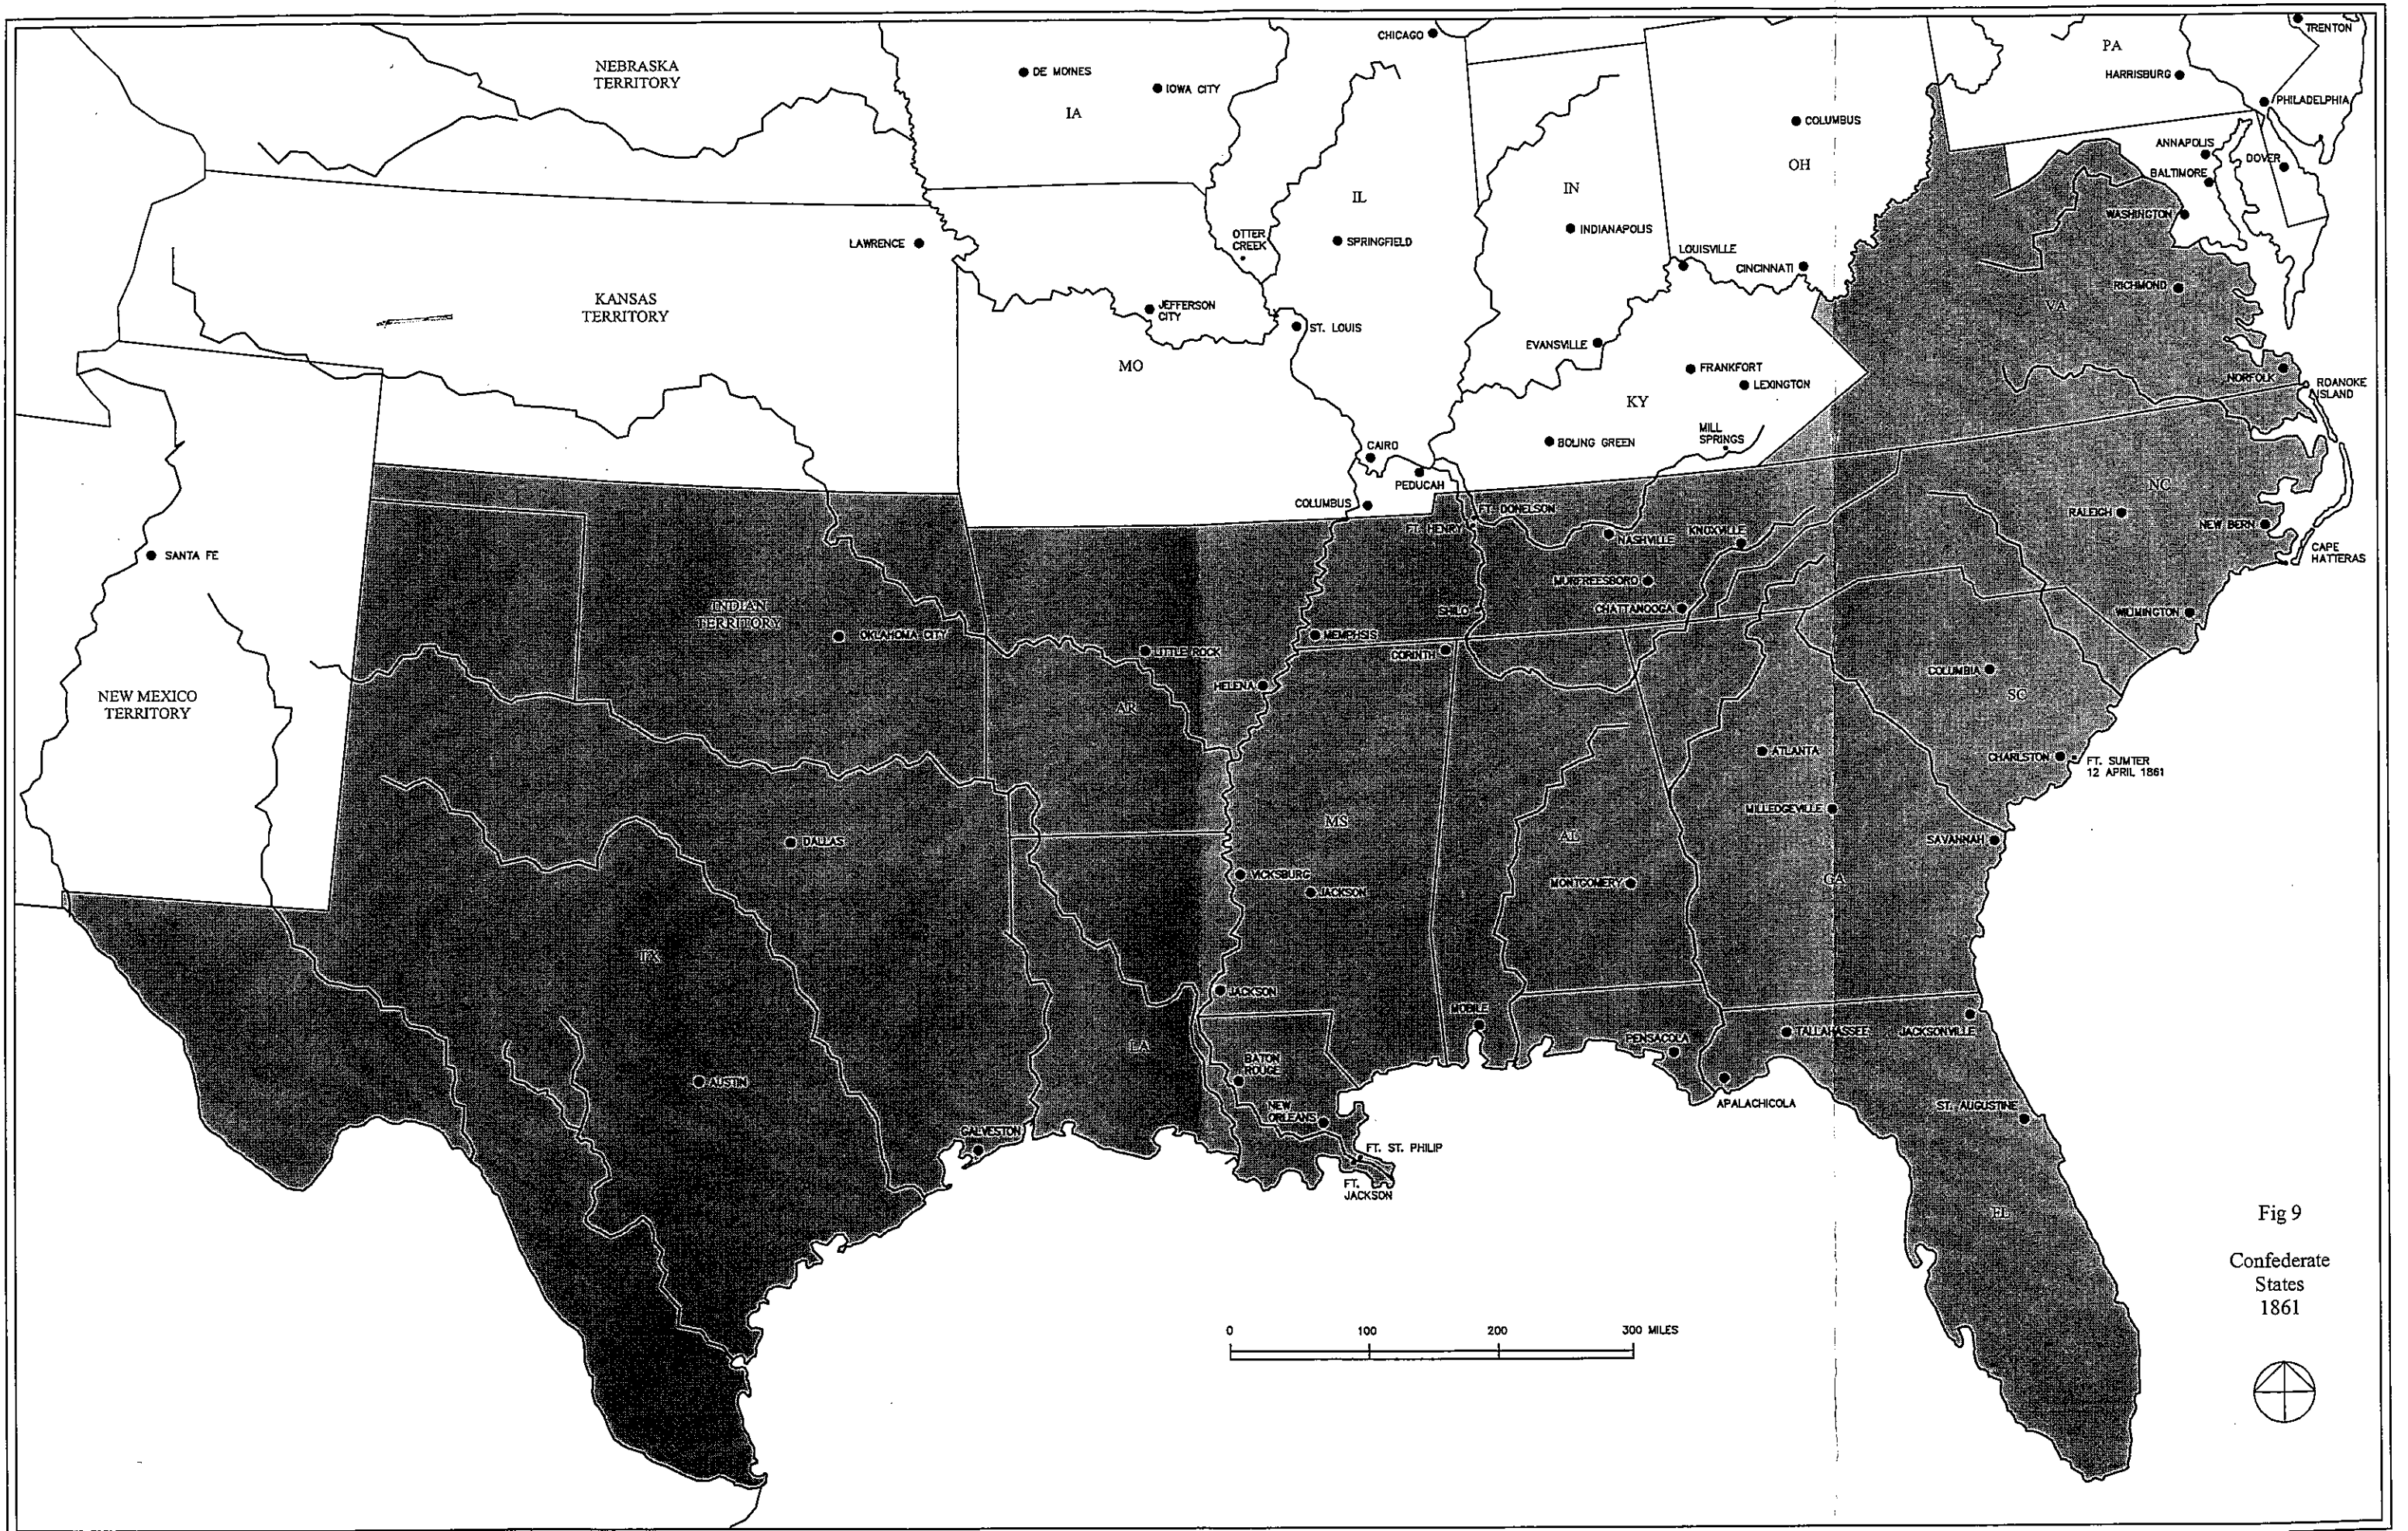 CHICAGO
TRENTON
PA
NEBRASKA
TERRITORY
DE MOINES
HARRISBURG
IOWA CITY
PHILADELPHIA
IA
COLUMBUS
ANNAPOLIS
DOVER
OH
BALTIMORE
IN
IL
WASHINGTON
OTTER
CREEK
LAWRENCE
SPRINGFIELD
INDIANAPOLIS
LOUISVILLE
CINCINNATI
RICHMOND
KANSAS
TERRITORY
JEFFERSON
CITY
VA
ST. LOUIS
EVANSVILLE
MO
FRANKFORT
NORFOLK
LEXINGTON
ROANOKE
ISLAND
KY
MILL
SPRINGS
BOLING GREEN
CAIRO
PEDUCAH
NC
COLUMBUS
FT. DONELSON
RALEIGH
FT. HENRY
KNOXVILLE
NEW BERN
NASHVILLE
CAPE
HATTERAS
SANTA FE
MURFREESBORO
INDIAN
TERRITORY
SHILO
CHATTANOOGA
WILMINGTON
OKLAHOMA CITY
MEMPHSIS
LITTLE ROCK
CORINTH
COLUMBIA
HELENA
SC
NEW MEXICO
TERRITORY
AR
ATLANTA
CHARLSTON
FT. SUMTER
12 APRIL 1861
MILLEDGEVILLE
MS
AL
DALLAS
SAVANNAH
VICKSBURG
GA
MONTGOMERY
JACKSON
TX
JACKSON
MOBILE
TALLAHASSEE
JACKSONVILLE
PENSACOLA
LA
BATON
ROUGE
AUSTIN
APALACHICOLA
NEW
ORLEANS
ST. AUGUSTINE
GALVESTON
FT. ST. PHILIP
FT.
JACKSON
FL
Fig 9
Confederate
States
1861
0 100 200 300 MILES